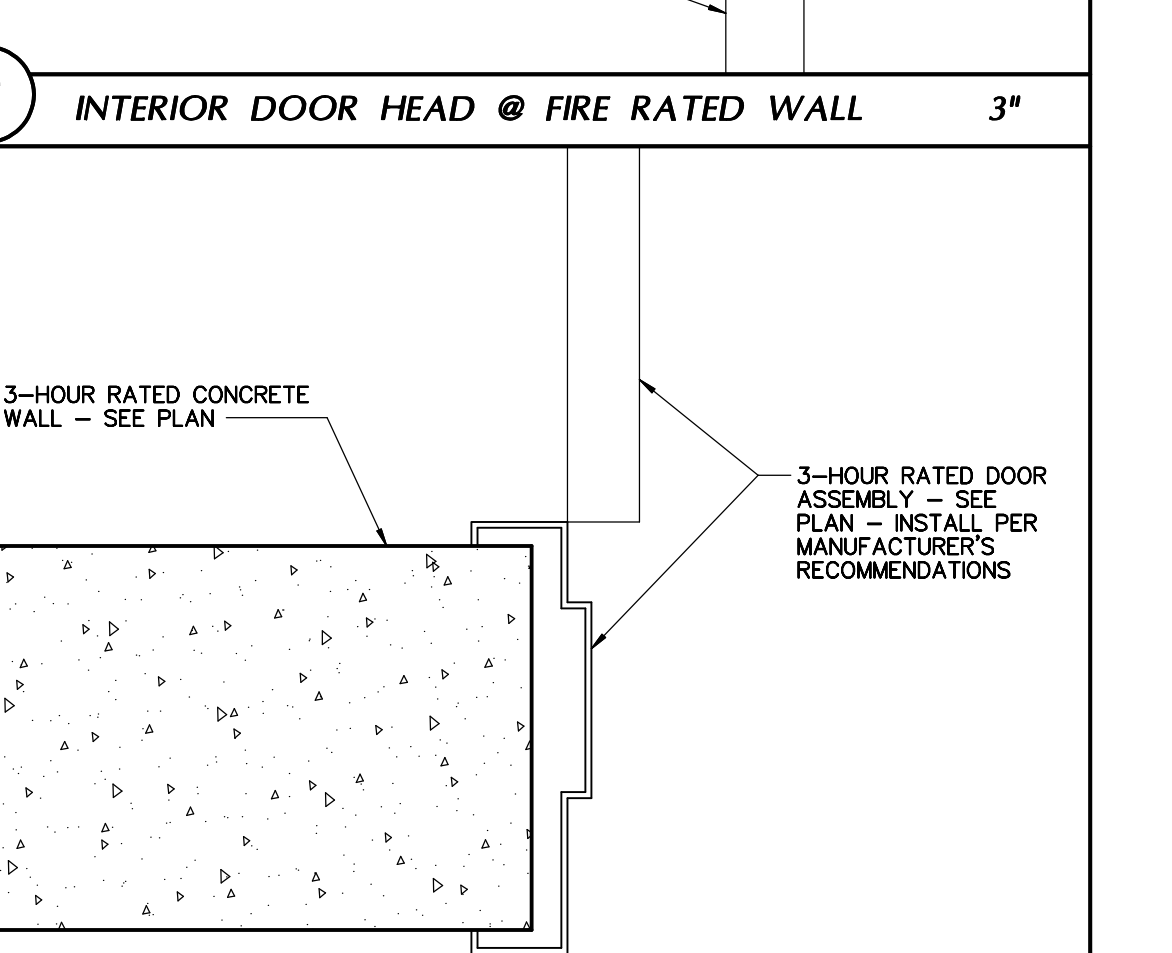 INTERIOR DOOR HEAD @ FIRE RATED WALL 3"
3-HOUR RATED CONCRETE
WALL - SEE PLAN
3-HOUR RATED DOOR
ASSEMBLY - SEE
PLAN - INSTALL PER
MANUFACTURER'S
RECOMMENDATIONS